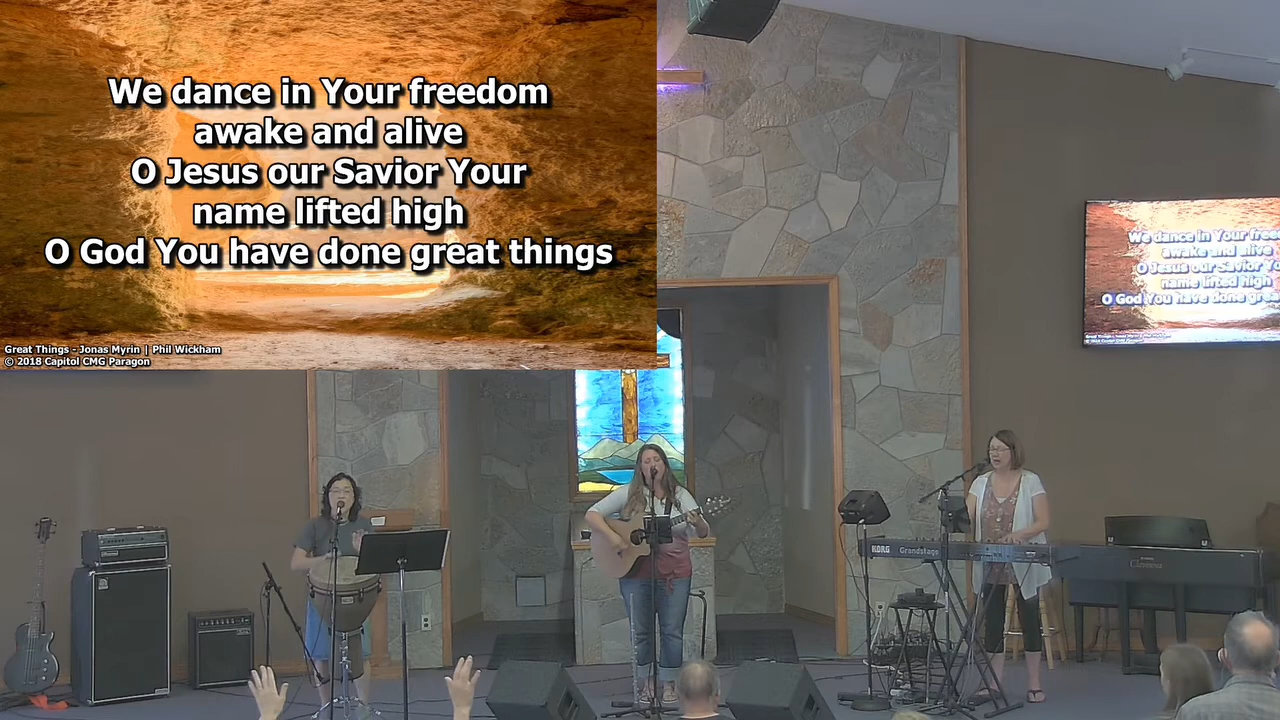 We dance in Your freedom
awake and alive
O Jesus our Savior Your
name lifted high
O God You have done great things
Great Things - Jonas Myrin | Phil Wickham
© 2018 Capitol CMG Paragon
We dance in Your free
awake and alive
O Jesus our Savior Yo
name lifted high
O God You have done grea
KORG Grandstage